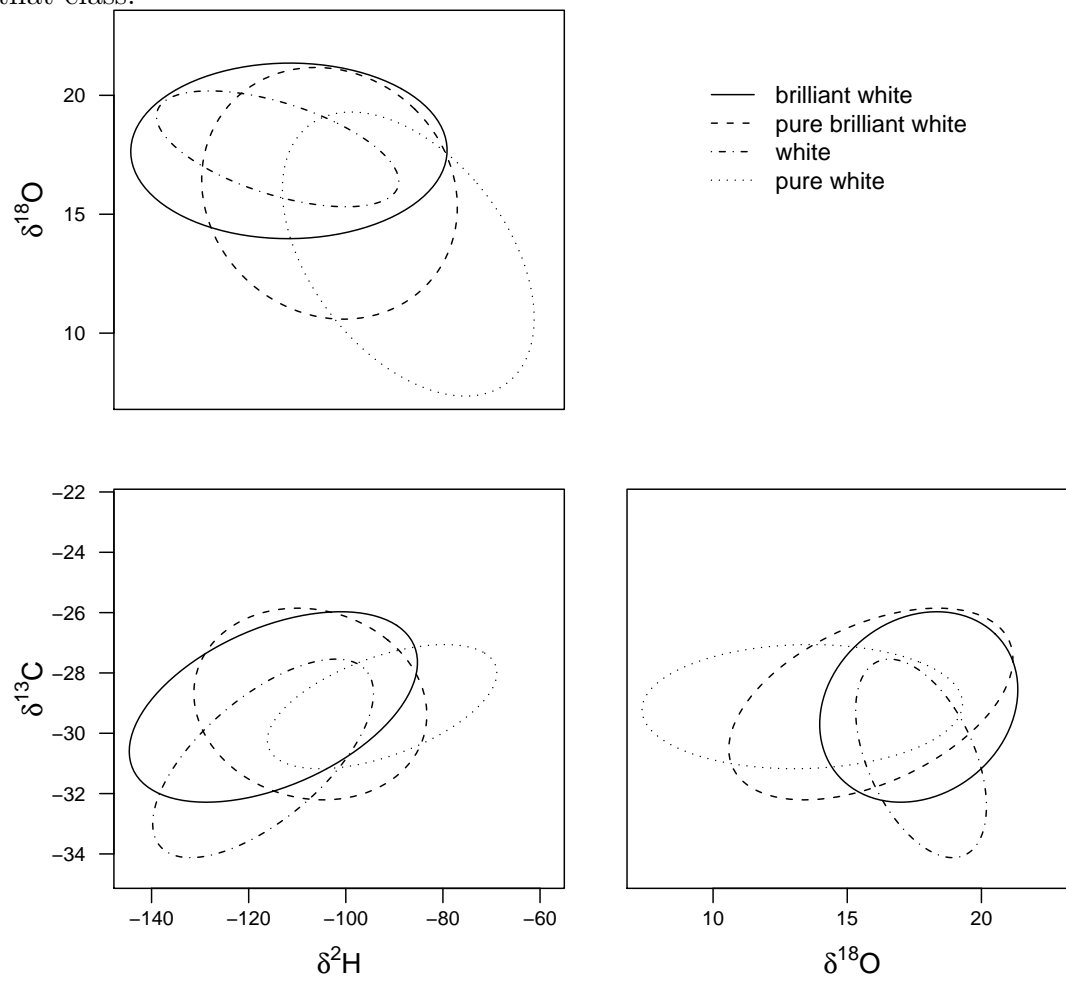 that class.
δ18O
20
15
10
brilliant white
pure brilliant white
white
pure white
δ13C
−22
−24
−26
−28
−30
−32
−34
−140 −120 −100 −80 −60
δ2H
10 15 20
δ18O